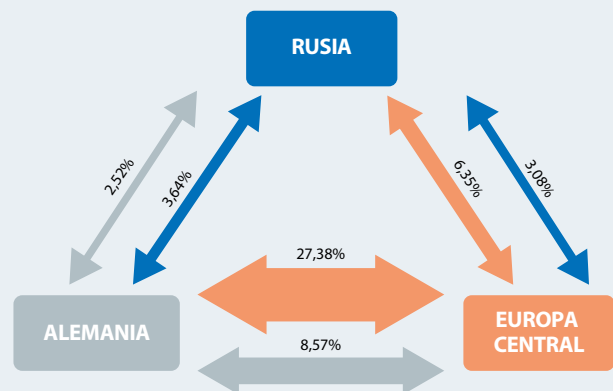 RUSIA
2,52%
3,64%
6,35%
3,08%
27,38%
ALEMANIA
EUROPA
CENTRAL
8,57%